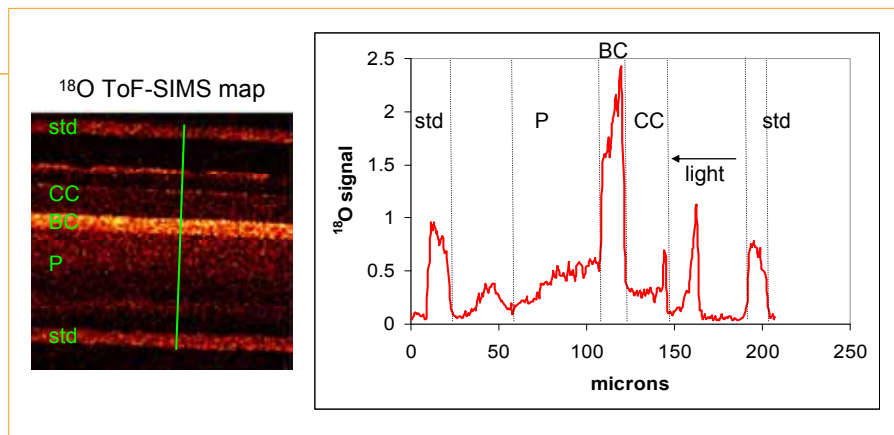 ¹⁸O ToF-SIMS map
std
CC
BC
P
std
BC
2.5
2
1.5
1
0.5
0
std
P
CC
std
light
¹⁸O signal
0
50
100
150
200
250
microns